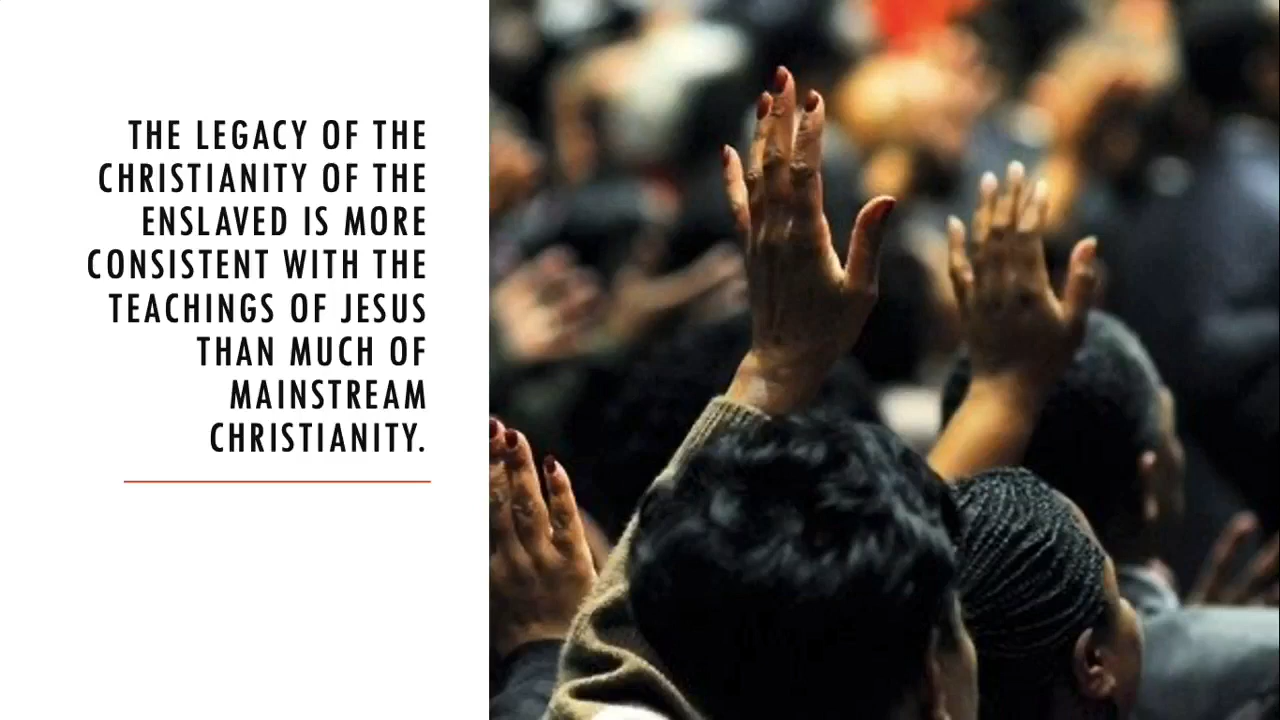 THE LEGACY OF THE
CHRISTIANITY OF THE
ENSLAVED IS MORE
CONSISTENT WITH THE
TEACHINGS OF JESUS
THAN MUCH OF
MAINSTREAM
CHRISTIANITY.